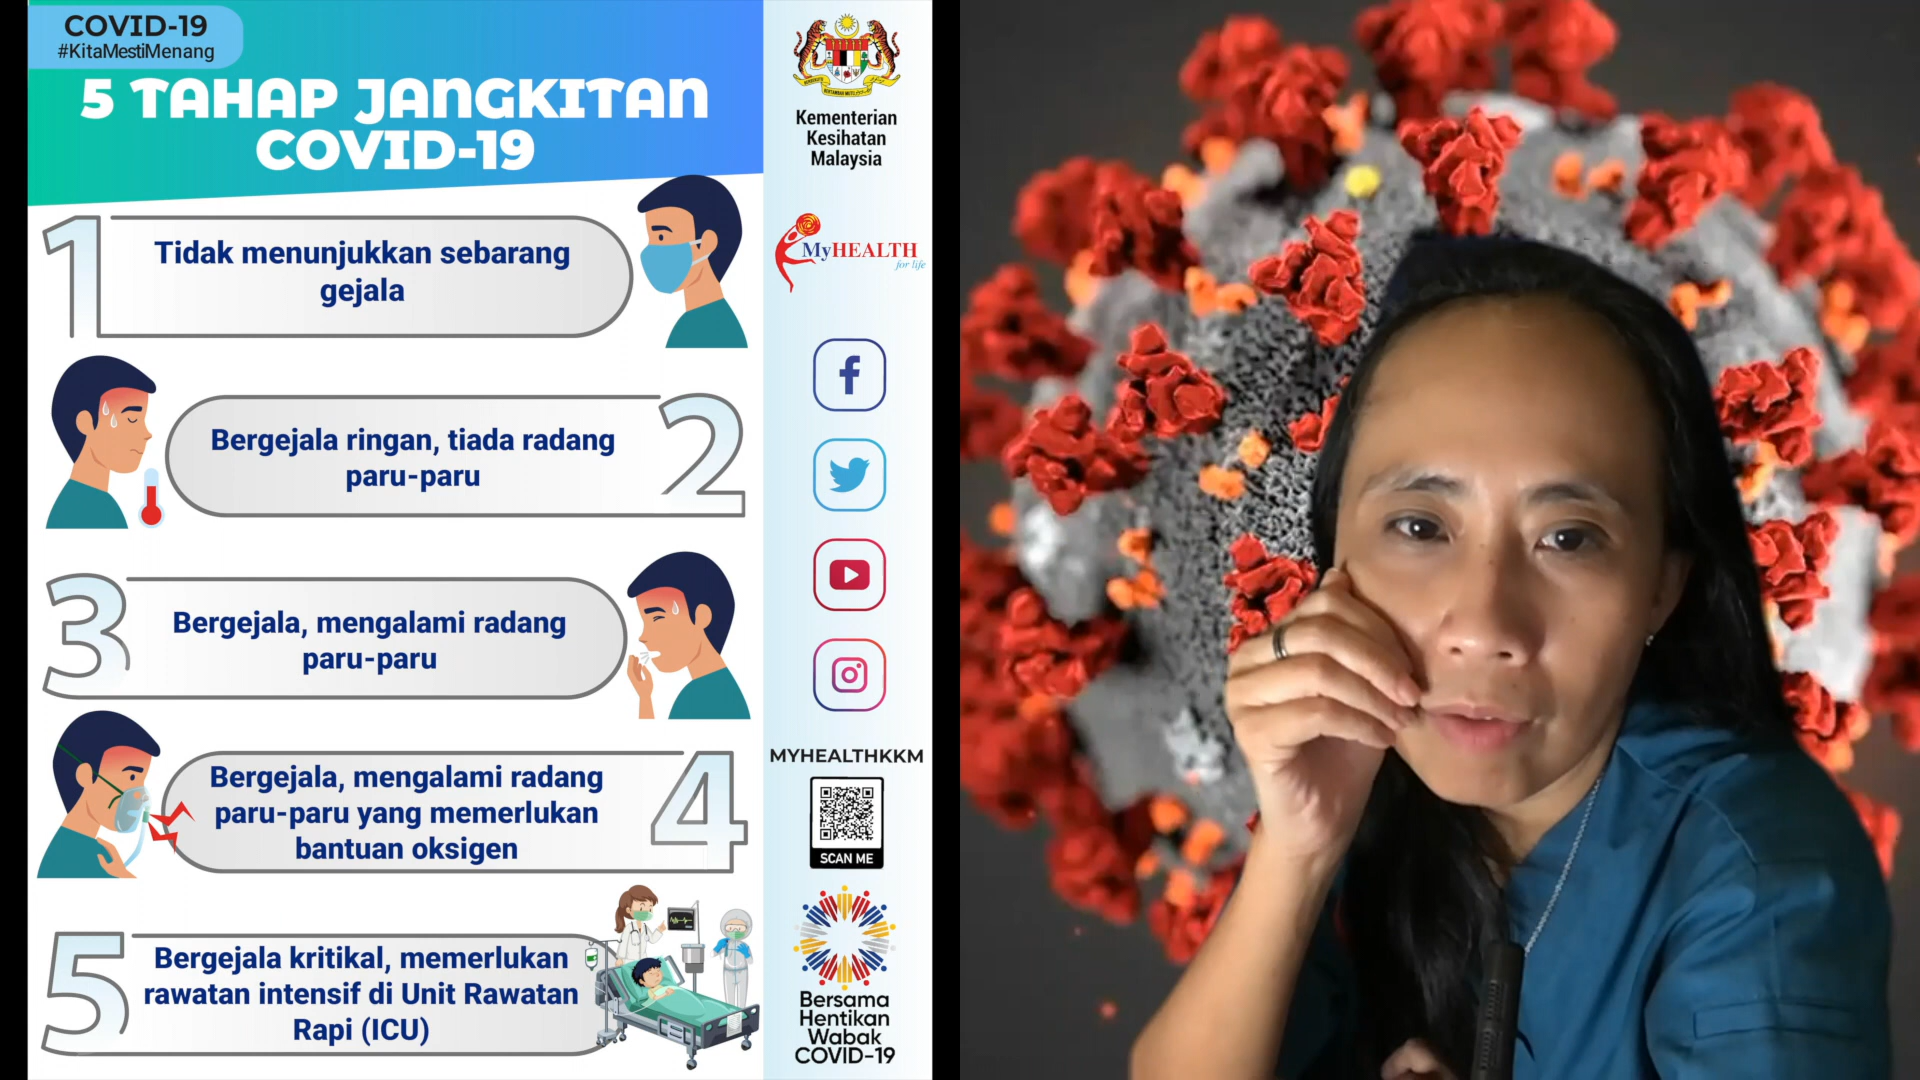 COVID-19
#KitaMestiMenang
5 TAHAP JANGKITAN
COVID-19
1
Tidak menunjukkan sebarang
gejala
Bergejala ringan, tiada radang
paru-paru
2
3
Bergejala, mengalami radang
paru-paru
Bergejala, mengalami radang
paru-paru yang memerlukan
bantuan oksigen
4
5
Bergejala kritikal, memerlukan
rawatan intensif di Unit Rawatan
Rapi (ICU)
Kementerian
Kesihatan
Malaysia
MyHEALTH
for life
MYHEALTHKKM
SCAN ME
Bersama
Hentikan
Wabak
COVID-19